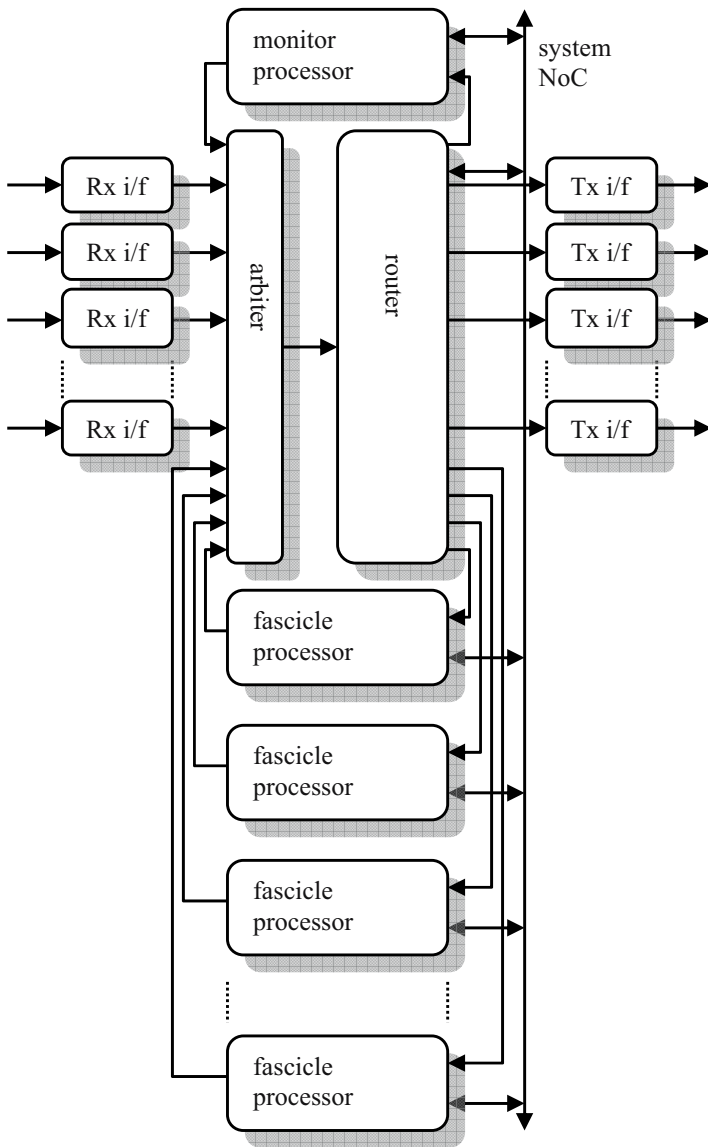 monitor
processor
system
NoC
Rx i/f
Tx i/f
Rx i/f
Tx i/f
Rx i/f
Tx i/f
Rx i/f
Tx i/f
arbiter
router
fascicle
processor
fascicle
processor
fascicle
processor
fascicle
processor